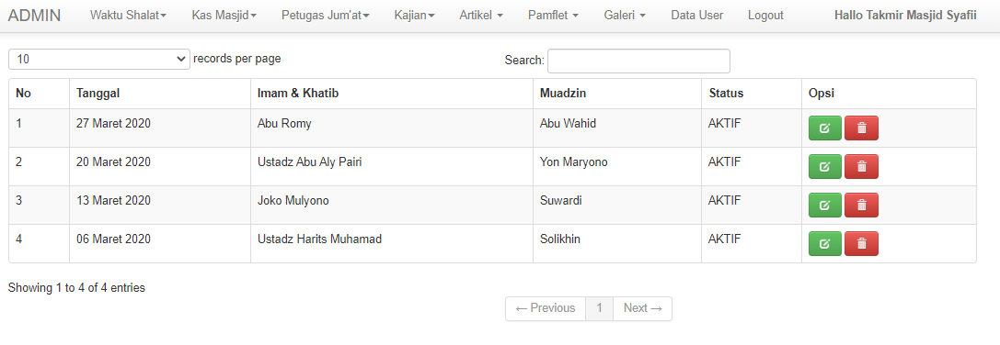 ADMIN Waktu Shalat Kas Masjid Petugas Jum'at Kajian Artikel Pamflet Galeri Data User Logout Hallo Takmir Masjid Syafii
10 records per page Search:
No Tanggal Imam & Khatib Muadzin Status Opsi
1 27 Maret 2020 Abu Romy Abu Wahid AKTIF
2 20 Maret 2020 Ustadz Abu Aly Pairi Yon Maryono AKTIF
3 13 Maret 2020 Joko Mulyono Suwardi AKTIF
4 06 Maret 2020 Ustadz Harits Muhamad Solikhin AKTIF
Showing 1 to 4 of 4 entries
← Previous 1 Next →